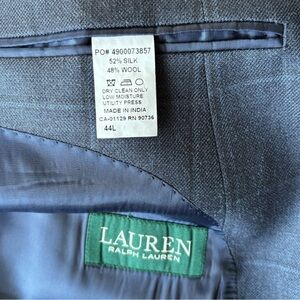 PO# 4900073857
52% SILK
48% WOOL
DRY CLEAN ONLY
LOW MOISTURE
UTILITY PRESS
MADE IN INDIA
CA-01129 RN 90736
44L
LAUREN
RALPH LAUREN